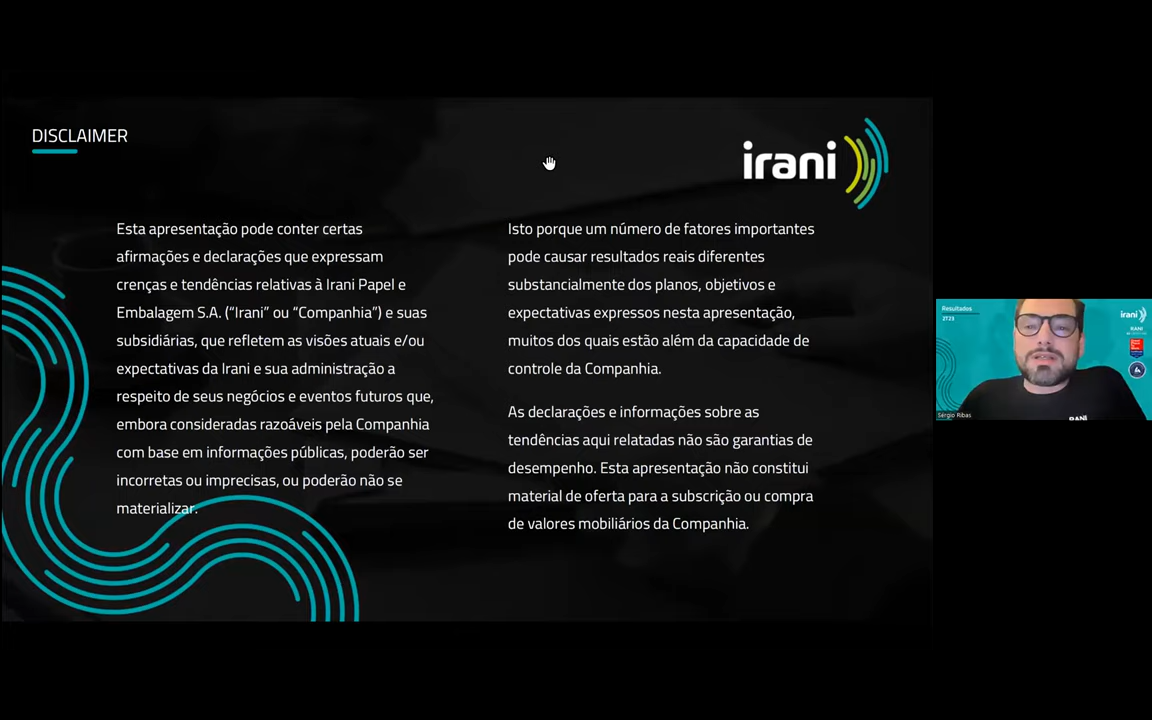 DISCLAIMER
irani
Esta apresentação pode conter certas
afirmações e declarações que expressam
crenças e tendências relativas à Irani Papel e
Embalagem S.A. (“Irani” ou “Companhia”) e suas
subsidiárias, que refletem as visões atuais e/ou
expectativas da Irani e sua administração a
respeito de seus negócios e eventos futuros que,
embora consideradas razoáveis pela Companhia
com base em informações públicas, poderão ser
incorretas ou imprecisas, ou poderão não se
materializar.
Isto porque um número de fatores importantes
pode causar resultados reais diferentes
substancialmente dos planos, objetivos e
expectativas expressos nesta apresentação,
muitos dos quais estão além da capacidade de
controle da Companhia.
As declarações e informações sobre as
tendências aqui relatadas não são garantias de
desempenho. Esta apresentação não constitui
material de oferta para a subscrição ou compra
de valores mobiliários da Companhia.
Resultados
2T23
irani
IRANI
Sérgio Ribas
IRANI